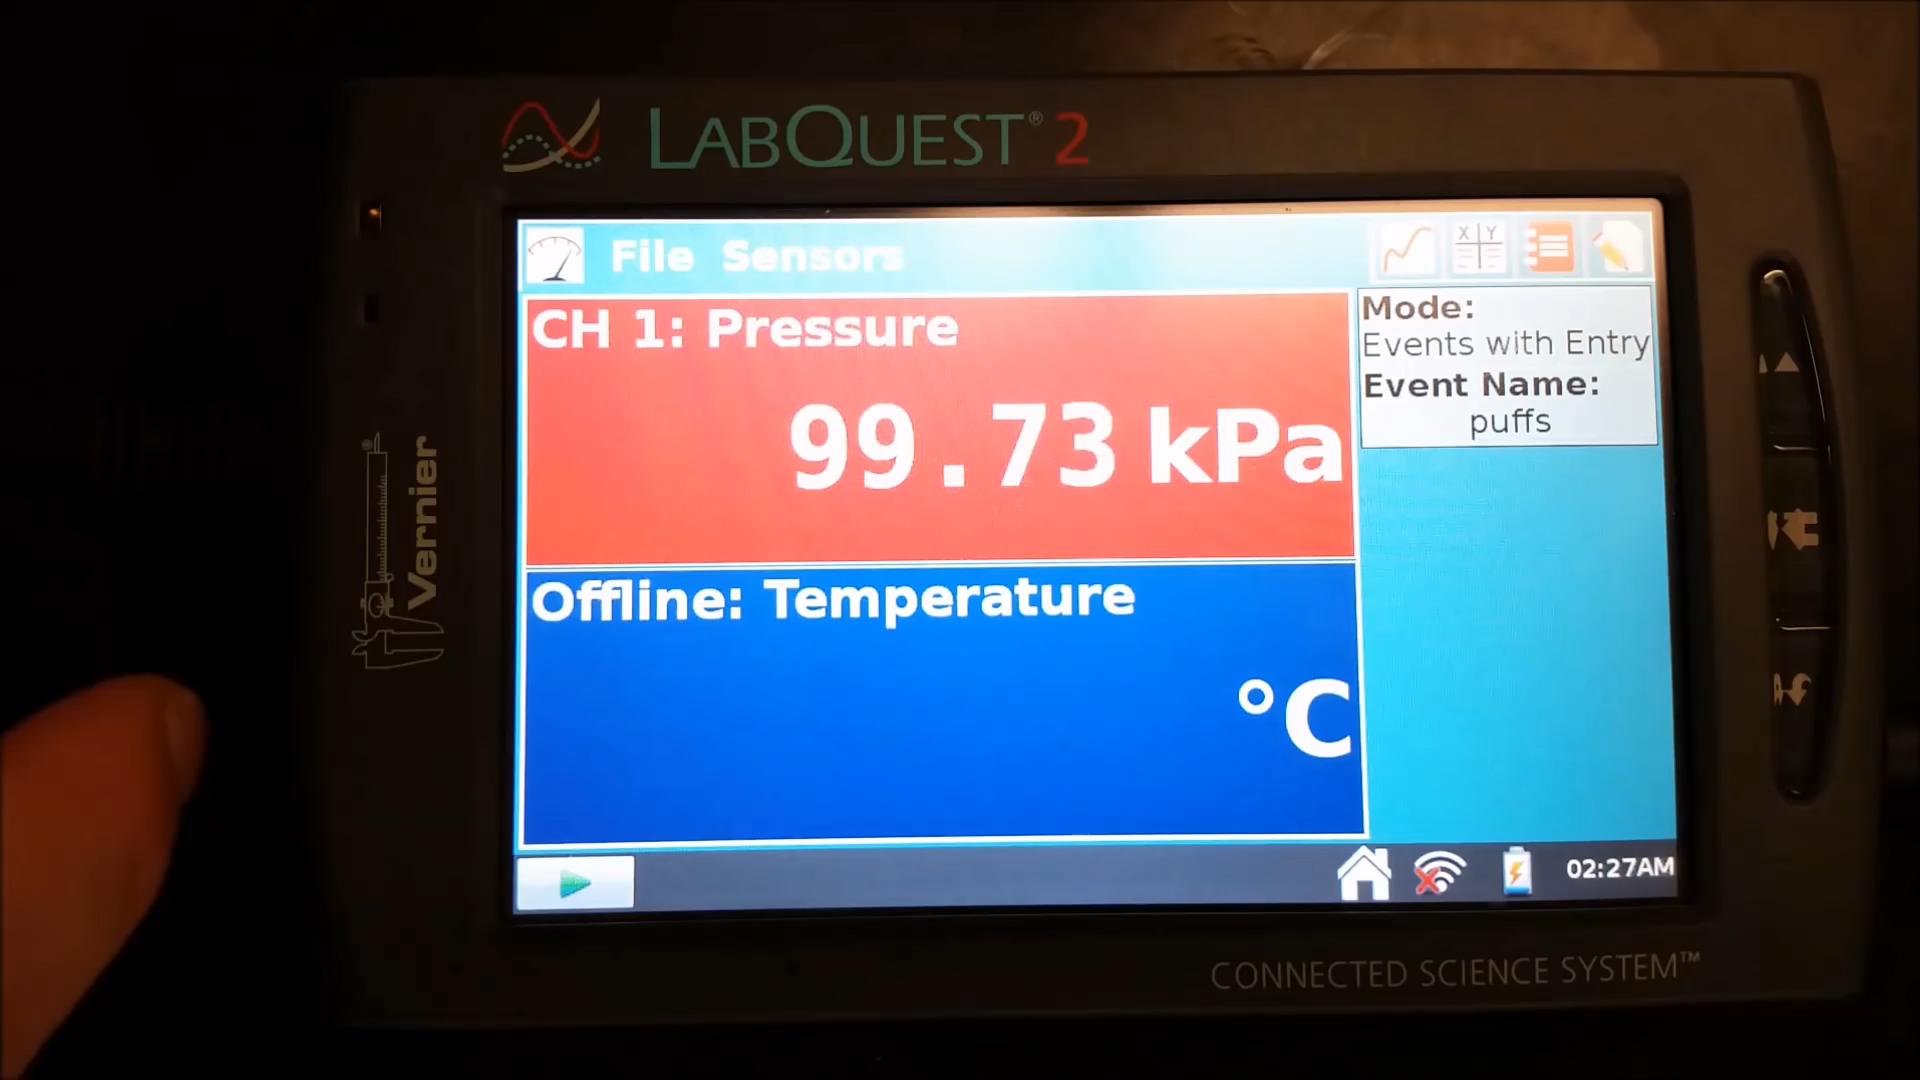 LABQUEST® 2
File Sensors
X Y
CH 1: Pressure
99.73 kPa
Mode:
Events with Entry
Event Name:
puffs
Vernier®
Offline: Temperature
°C
02:27AM
CONNECTED SCIENCE SYSTEM™